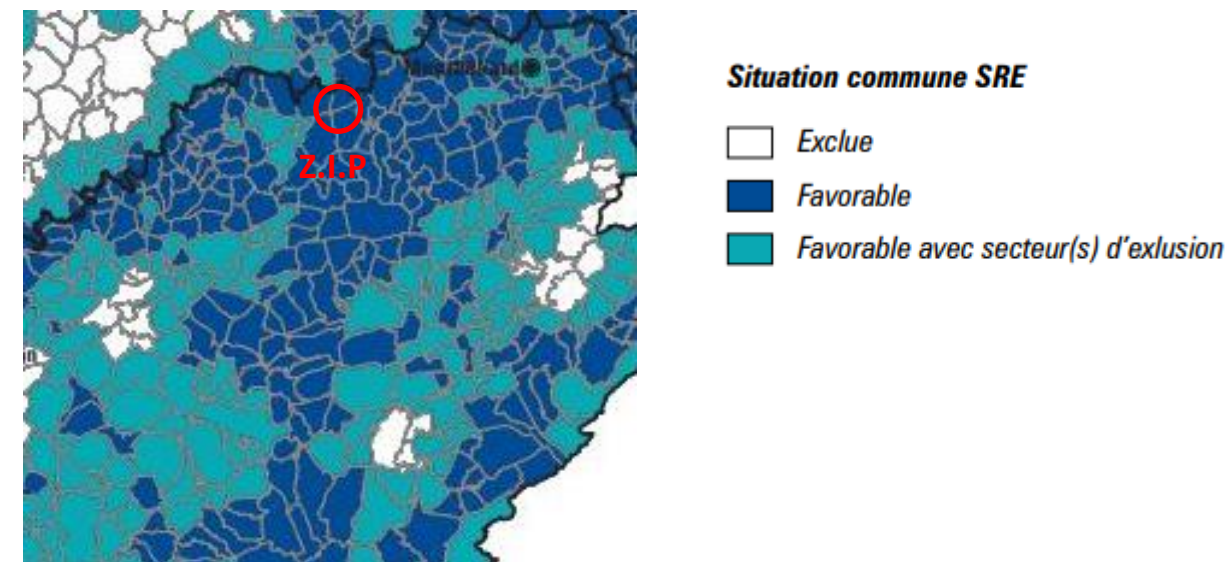 Z.I.P
Situation commune SRE
Exclue
Favorable
Favorable avec secteur(s) d'exlusion